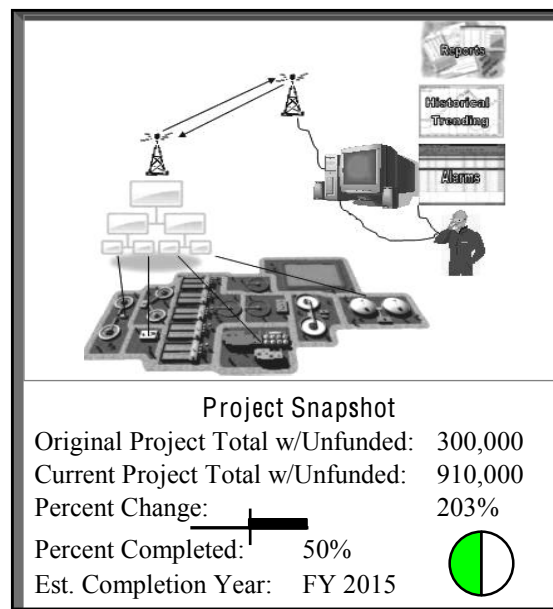 Reports
Historical
Trending
Alarms
Project Snapshot
Original Project Total w/Unfunded: 300,000
Current Project Total w/Unfunded: 910,000
Percent Change: 203%
Percent Completed: 50%
Est. Completion Year: FY 2015